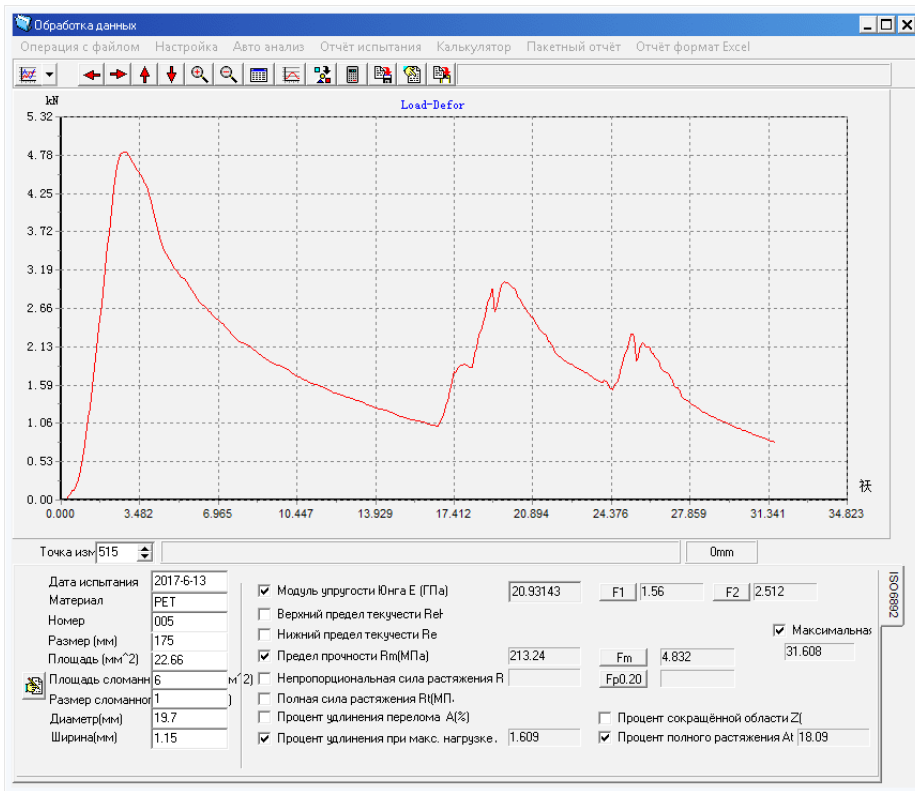 Обработка данных
Операция с файлом Настройка Авто анализ Отчёт испытания Калькулятор Пакетный отчёт Отчёт формат Excel
kN
Load-Defor
5.32
4.78
4.25
3.72
3.19
2.66
2.13
1.59
1.06
0.53
0.00
祆
0.000 3.482 6.965 10.447 13.929 17.412 20.894 24.376 27.859 31.341 34.823
Точка изм 515 0mm
Дата испытания 2017-6-13
Материал PET
Номер 005
Размер (мм) 175
Площадь (мм^2) 22.66
Площадь сломанн 6 м^2)
Размер сломанног 1 )
Диаметр(мм) 19.7
Ширина(мм) 1.15
Модуль упругости Юнга E (ГПа) 20.93143 F1 1.56 F2 2.512
Верхний предел текучести ReH
Нижний предел текучести Re
Максимальная
Предел прочности Rm(МПа) 213.24 Fm 4.832 31.608
Непропорциональная сила растяжения R Fp0.20
Полная сила растяжения Rt(МП.
Процент удлинения перелома A(%) Процент сокращённой области Z(
Процент удлинения при макс. нагрузке. 1.609 Процент полного растяжения At 18.09
ISO6892